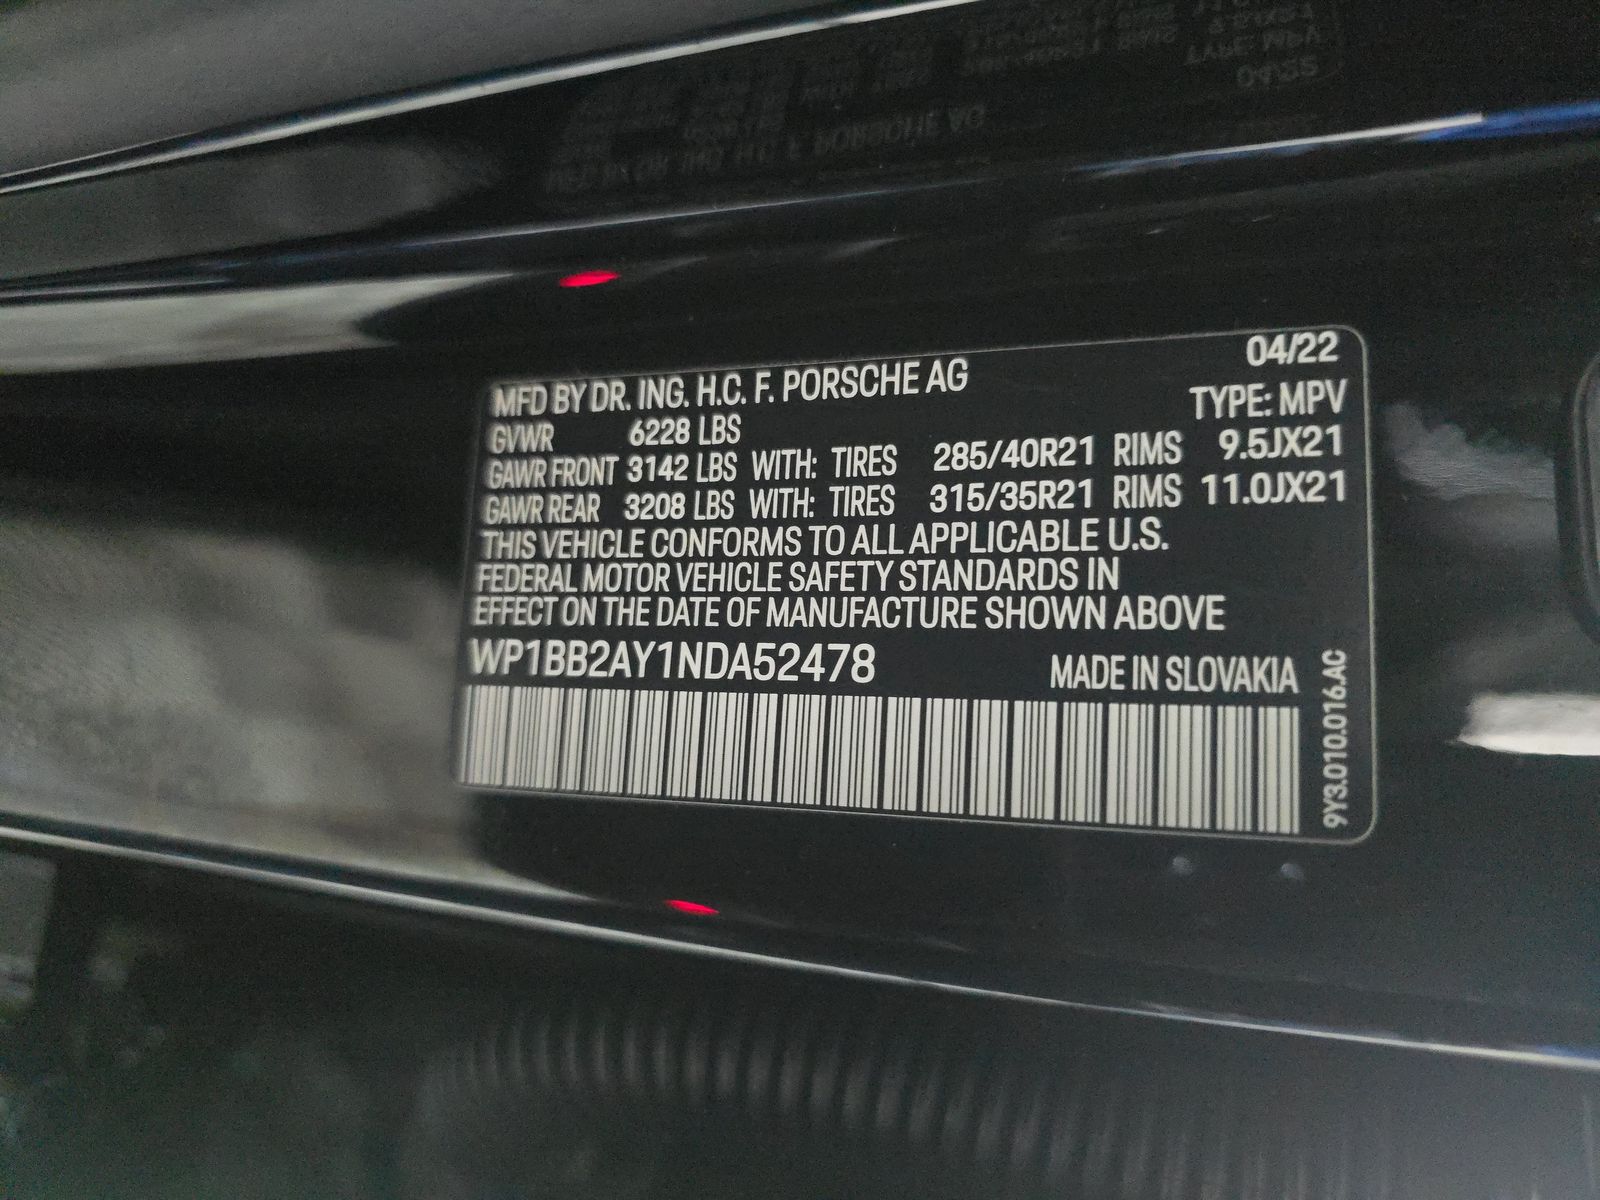 MFD BY DR. ING. H.C. F. PORSCHE AG 04/22
GVWR 6228 LBS TYPE: MPV
GAWR FRONT 3142 LBS WITH: TIRES 285/40R21 RIMS 9.5JX21
GAWR REAR 3208 LBS WITH: TIRES 315/35R21 RIMS 11.0JX21
THIS VEHICLE CONFORMS TO ALL APPLICABLE U.S.
FEDERAL MOTOR VEHICLE SAFETY STANDARDS IN
EFFECT ON THE DATE OF MANUFACTURE SHOWN ABOVE
WP1BB2AY1NDA52478 MADE IN SLOVAKIA
9Y3.010.016.AC